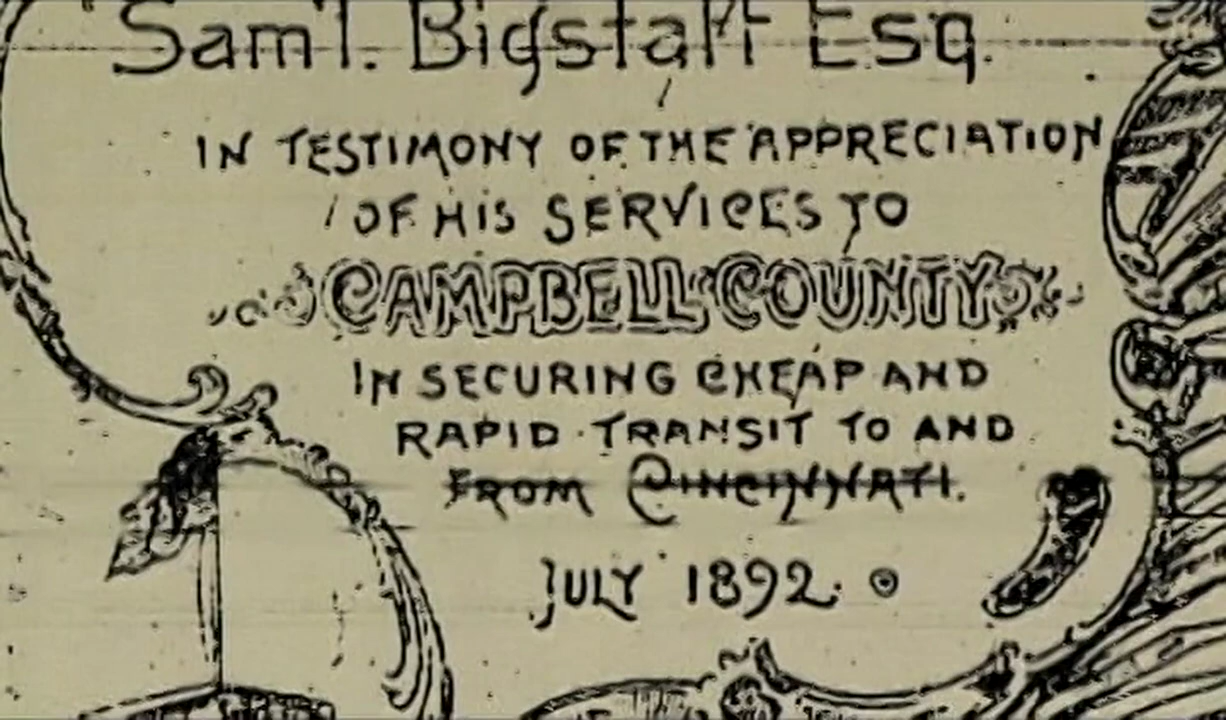 Sam'l. Bigstaff Esq.
IN TESTIMONY OF THE APPRECIATION
OF HIS SERVICES TO
CAMPBELL COUNTY
IN SECURING CHEAP AND
RAPID TRANSIT TO AND
FROM CINCINNATI.
JULY 1892.